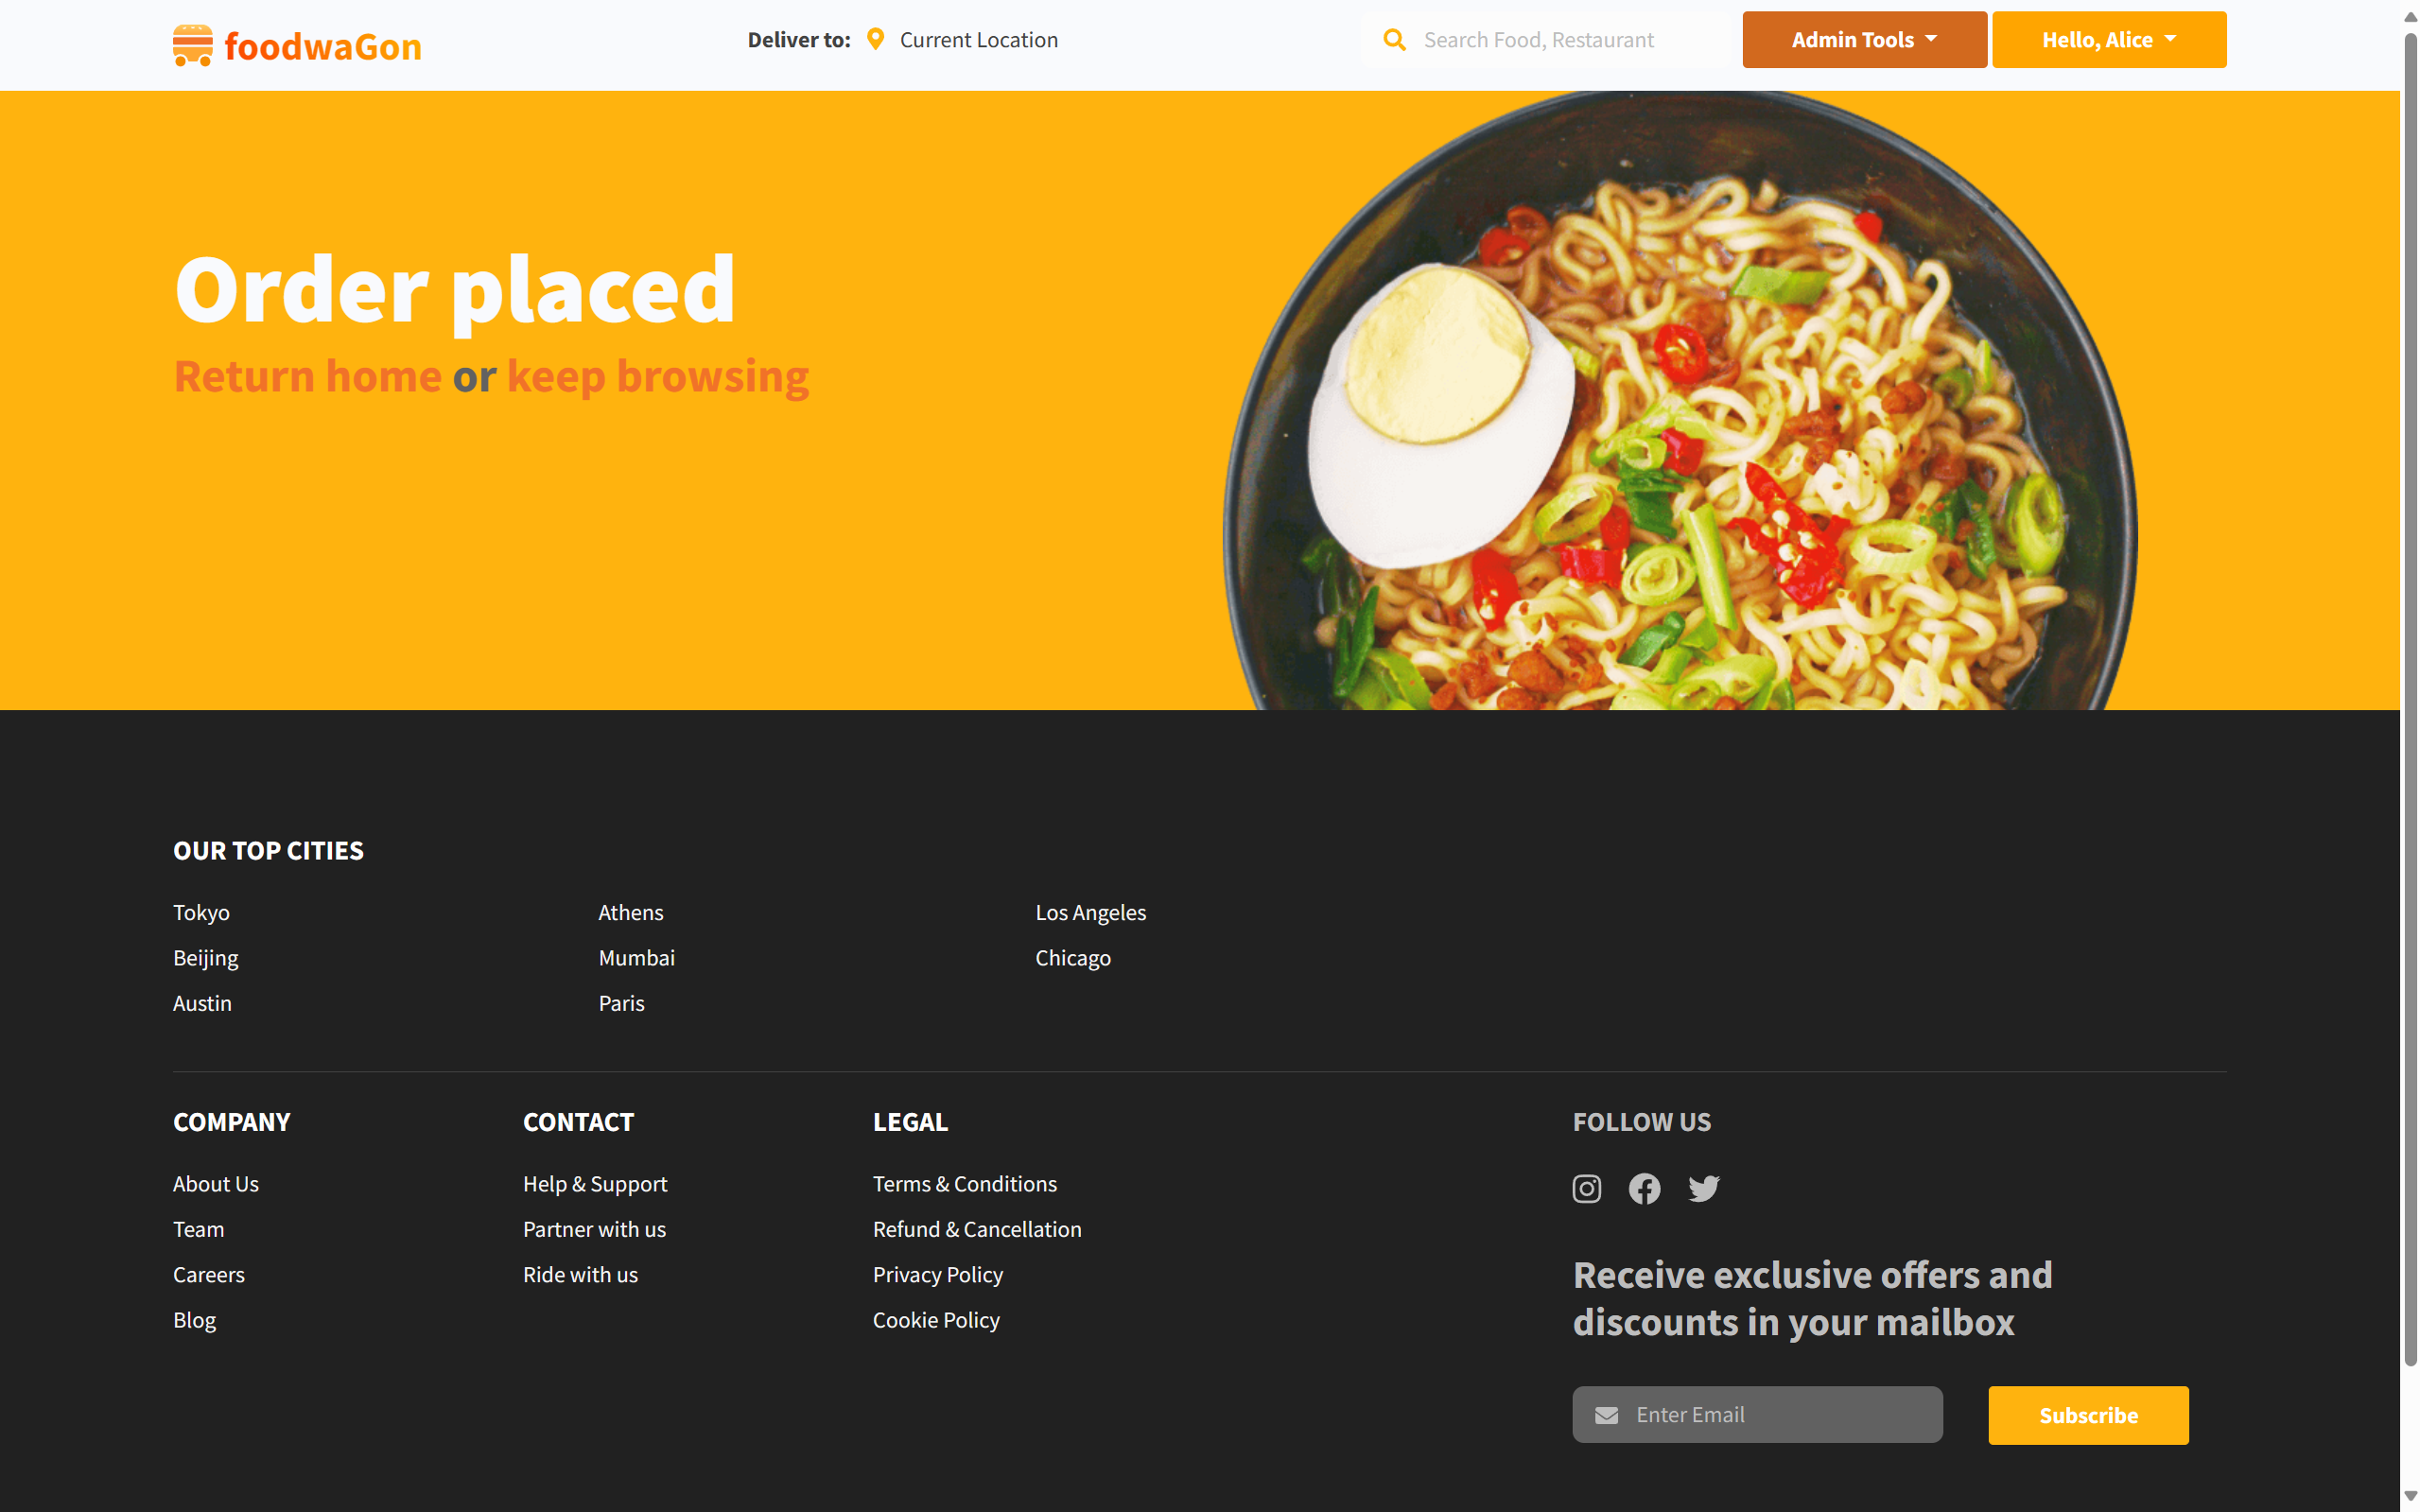 foodwaGon
Deliver to: Current Location
Search Food, Restaurant
Admin Tools
Hello, Alice
Order placed
Return home or keep browsing
OUR TOP CITIES
Tokyo
Athens
Los Angeles
Beijing
Mumbai
Chicago
Austin
Paris
COMPANY
About Us
Team
Careers
Blog
CONTACT
Help & Support
Partner with us
Ride with us
LEGAL
Terms & Conditions
Refund & Cancellation
Privacy Policy
Cookie Policy
FOLLOW US
Receive exclusive offers and
discounts in your mailbox
Enter Email
Subscribe